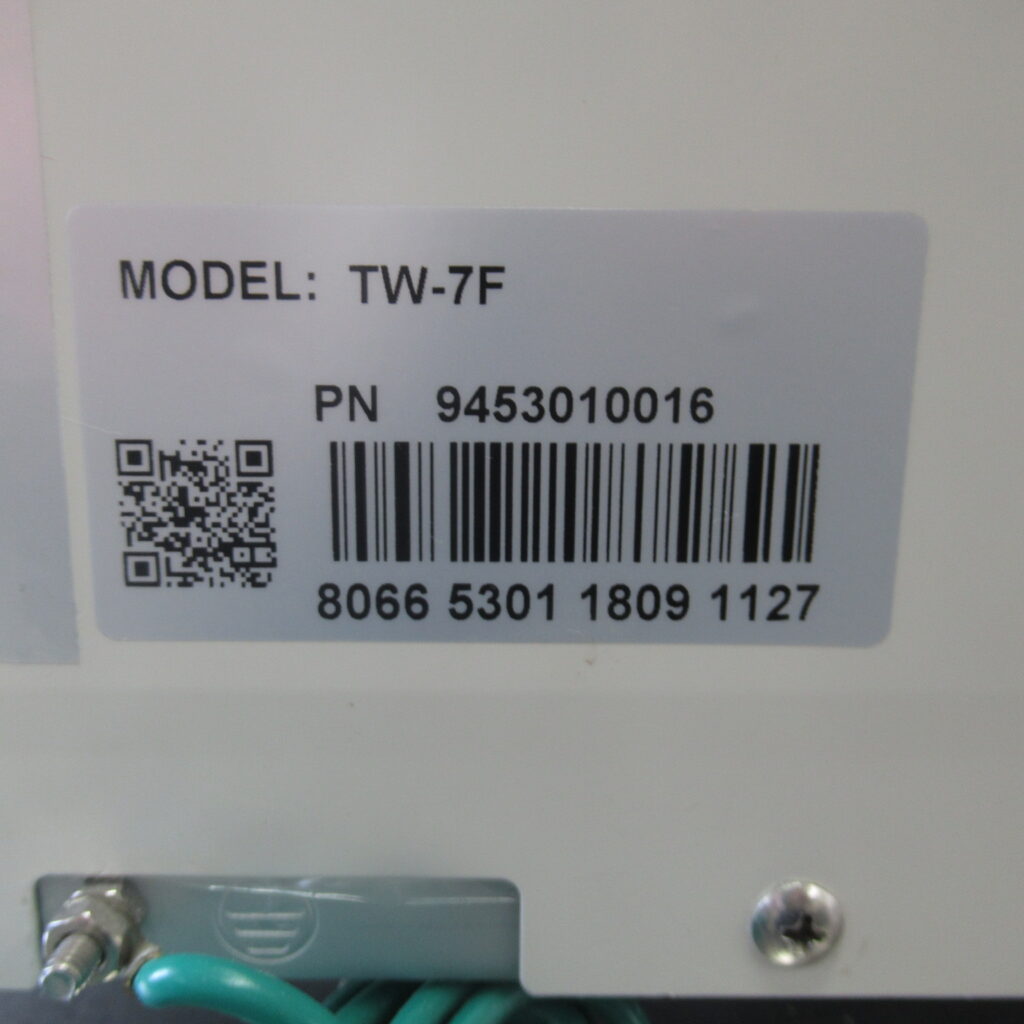 MODEL: TW-7F
PN 9453010016
8066 5301 1809 1127